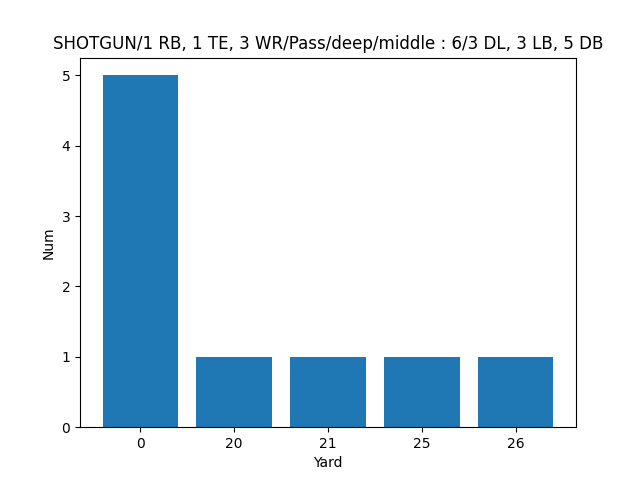 SHOTGUN/1 RB, 1 TE, 3 WR/Pass/deep/middle : 6/3 DL, 3 LB, 5 DB
5
4
3
2
1
0
Num
0 20 21 25 26
Yard